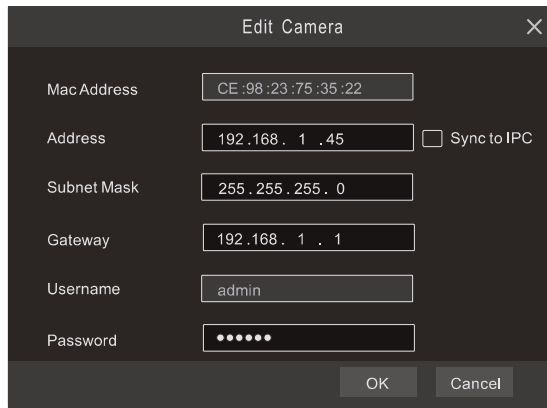 Edit Camera
Mac Address CE :98 :23 :75 :35 :22
Address 192.168. 1 .45 Sync to IPC
Subnet Mask 255.255.255. 0
Gateway 192.168. 1 . 1
Username admin
Password ●●●●●●
OK Cancel